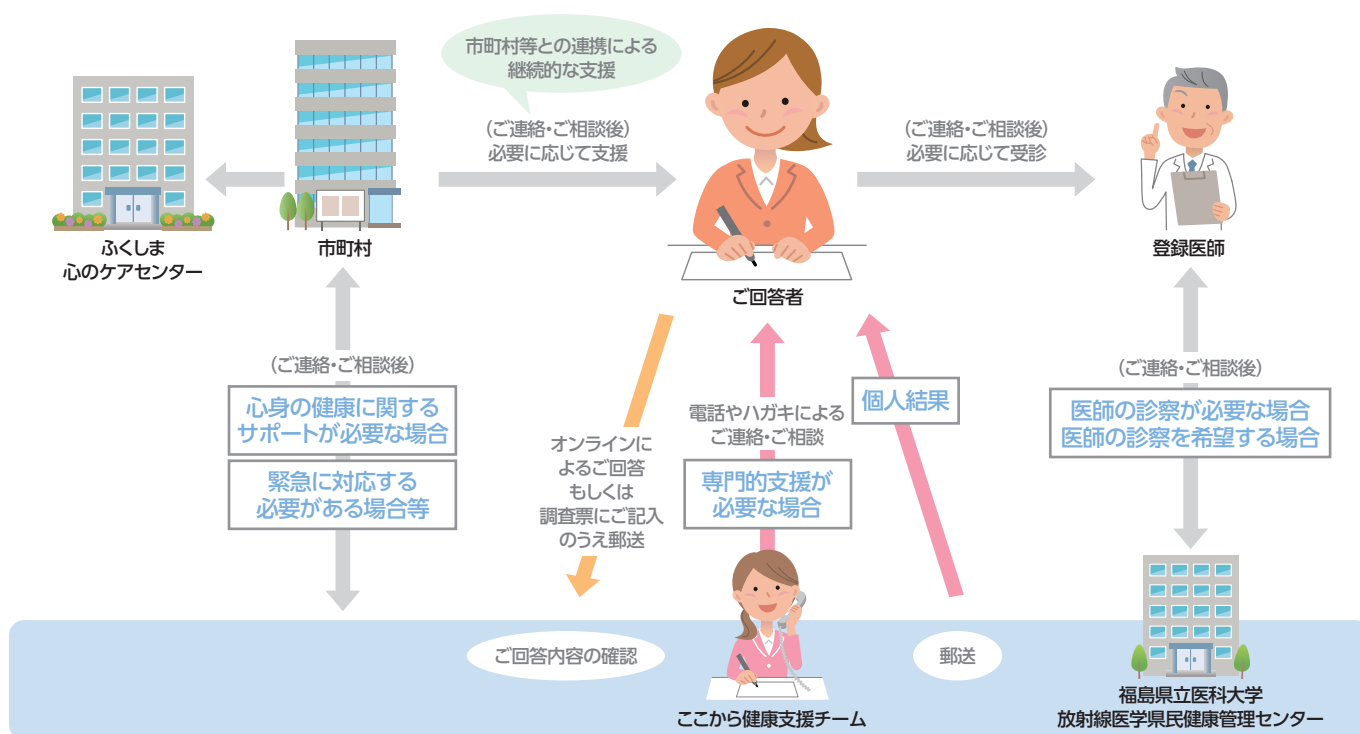 市町村等との連携による
継続的な支援
(ご連絡・ご相談後)
必要に応じて支援
(ご連絡・ご相談後)
必要に応じて受診
ふくしま
心のケアセンター
市町村
ご回答者
登録医師
(ご連絡・ご相談後)
心身の健康に関する
サポートが必要な場合
緊急に対応する
必要がある場合等
オンラインに
よるご回答
もしくは
調査票にご記入
のうえ郵送
電話やハガキによる
ご連絡・ご相談
専門的支援が
必要な場合
個人結果
(ご連絡・ご相談後)
医師の診察が必要な場合
医師の診察を希望する場合
ご回答内容の確認
郵送
ここから健康支援チーム
福島県立医科大学
放射線医学県民健康管理センター